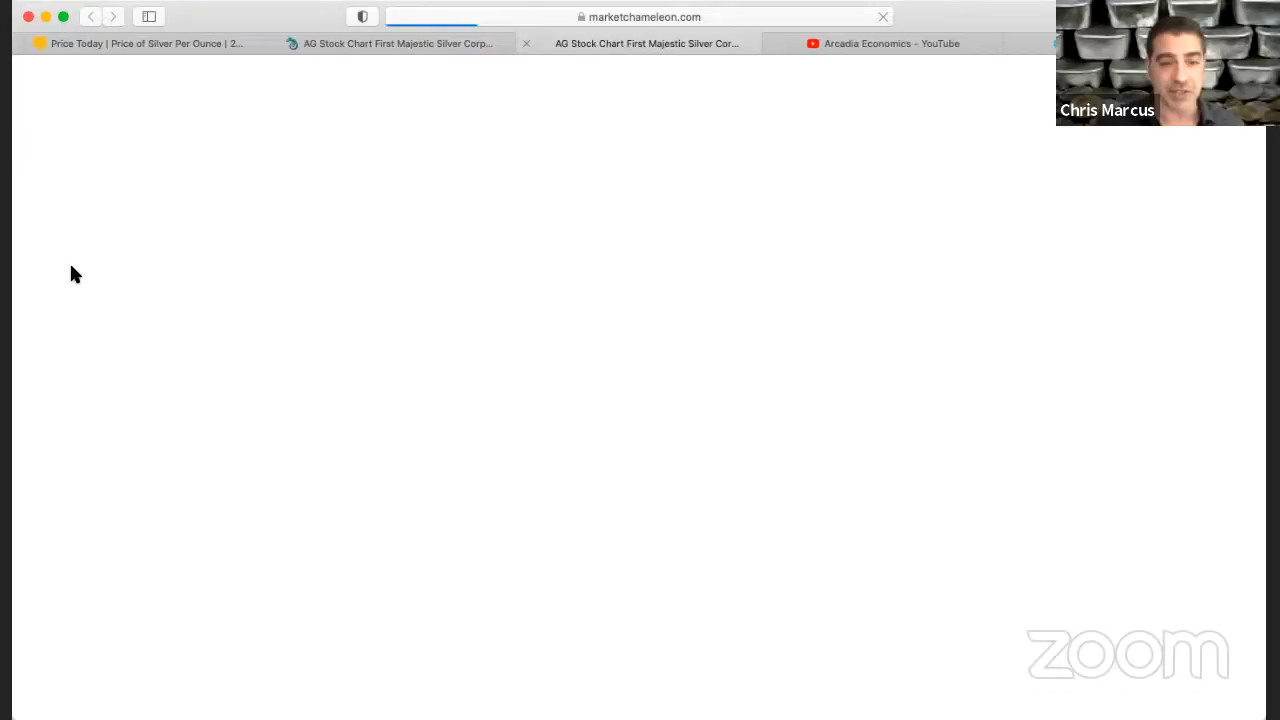 marketchameleon.com
Price Today | Price of Silver Per Ounce | 2...
AG Stock Chart First Majestic Silver Corp...
AG Stock Chart First Majestic Silver Cor...
Arcadia Economics - YouTube
Chris Marcus
zoom